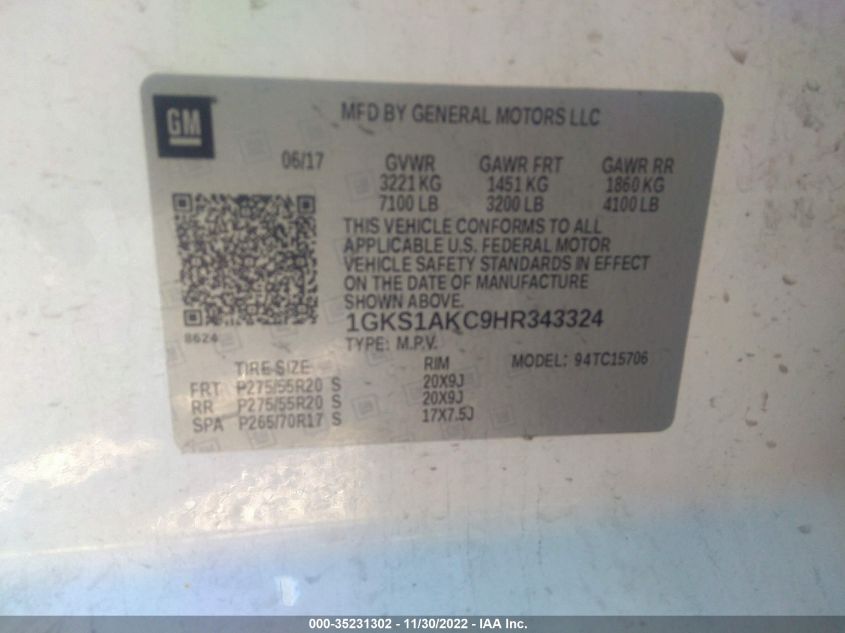 GM
MFD BY GENERAL MOTORS LLC
06/17 GVWR GAWR FRT GAWR RR
3221 KG 1451 KG 1860 KG
7100 LB 3200 LB 4100 LB
THIS VEHICLE CONFORMS TO ALL
APPLICABLE U.S. FEDERAL MOTOR
VEHICLE SAFETY STANDARDS IN EFFECT
ON THE DATE OF MANUFACTURE
SHOWN ABOVE.
1GKS1AKC9HR343324
8624
TYPE: M.P.V. MODEL: 94TC15706
TIRE SIZE RIM
FRT P275/55R20 S 20X9J
RR P275/55R20 S 20X9J
SPA P265/70R17 S 17X7.5J
000-35231302 - 11/30/2022 - IAA Inc.